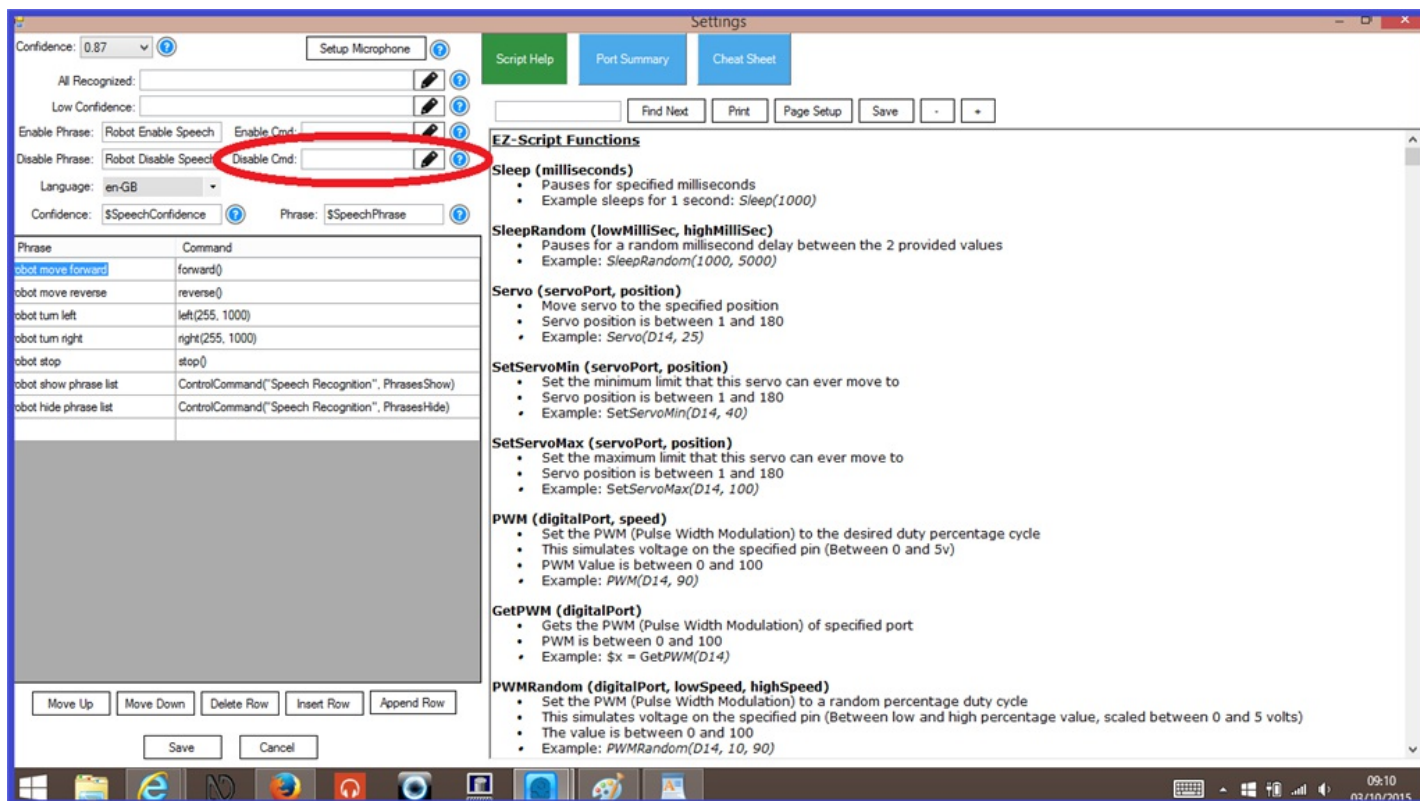 Settings
Confidence: 0.87
Setup Microphone
All Recognized:
Low Confidence:
Enable Phrase: Robot Enable Speech Enable Cmd:
Disable Phrase: Robot Disable Speech Disable Cmd:
Language: en-GB
Confidence: $SpeechConfidence Phrase: $SpeechPhrase
Phrase Command
robot move forward forward()
robot move reverse reverse()
robot turn left left(255, 1000)
robot turn right right(255, 1000)
robot stop stop()
robot show phrase list ControlCommand("Speech Recognition", PhrasesShow)
robot hide phrase list ControlCommand("Speech Recognition", PhrasesHide)
Move Up Move Down Delete Row Insert Row Append Row
Save Cancel
Script Help Port Summary Cheat Sheet
Find Next Print Page Setup Save - +
EZ-Script Functions
Sleep (milliseconds)
• Pauses for specified milliseconds
• Example sleeps for 1 second: Sleep(1000)
SleepRandom (lowMilliSec, highMilliSec)
• Pauses for a random millisecond delay between the 2 provided values
• Example: SleepRandom(1000, 5000)
Servo (servoPort, position)
• Move servo to the specified position
• Servo position is between 1 and 180
• Example: Servo(D14, 25)
SetServoMin (servoPort, position)
• Set the minimum limit that this servo can ever move to
• Servo position is between 1 and 180
• Example: SetServoMin(D14, 40)
SetServoMax (servoPort, position)
• Set the maximum limit that this servo can ever move to
• Servo position is between 1 and 180
• Example: SetServoMax(D14, 100)
PWM (digitalPort, speed)
• Set the PWM (Pulse Width Modulation) to the desired duty percentage cycle
• This simulates voltage on the specified pin (Between 0 and 5v)
• PWM Value is between 0 and 100
• Example: PWM(D14, 90)
GetPWM (digitalPort)
• Gets the PWM (Pulse Width Modulation) of specified port
• PWM is between 0 and 100
• Example: $x = GetPWM(D14)
PWMRandom (digitalPort, lowSpeed, highSpeed)
• Set the PWM (Pulse Width Modulation) to a random percentage duty cycle
• This simulates voltage on the specified pin (Between low and high percentage value, scaled between 0 and 5 volts)
• The value is between 0 and 100
• Example: PWMRandom(D14, 10, 90)
09:10
03/10/2015